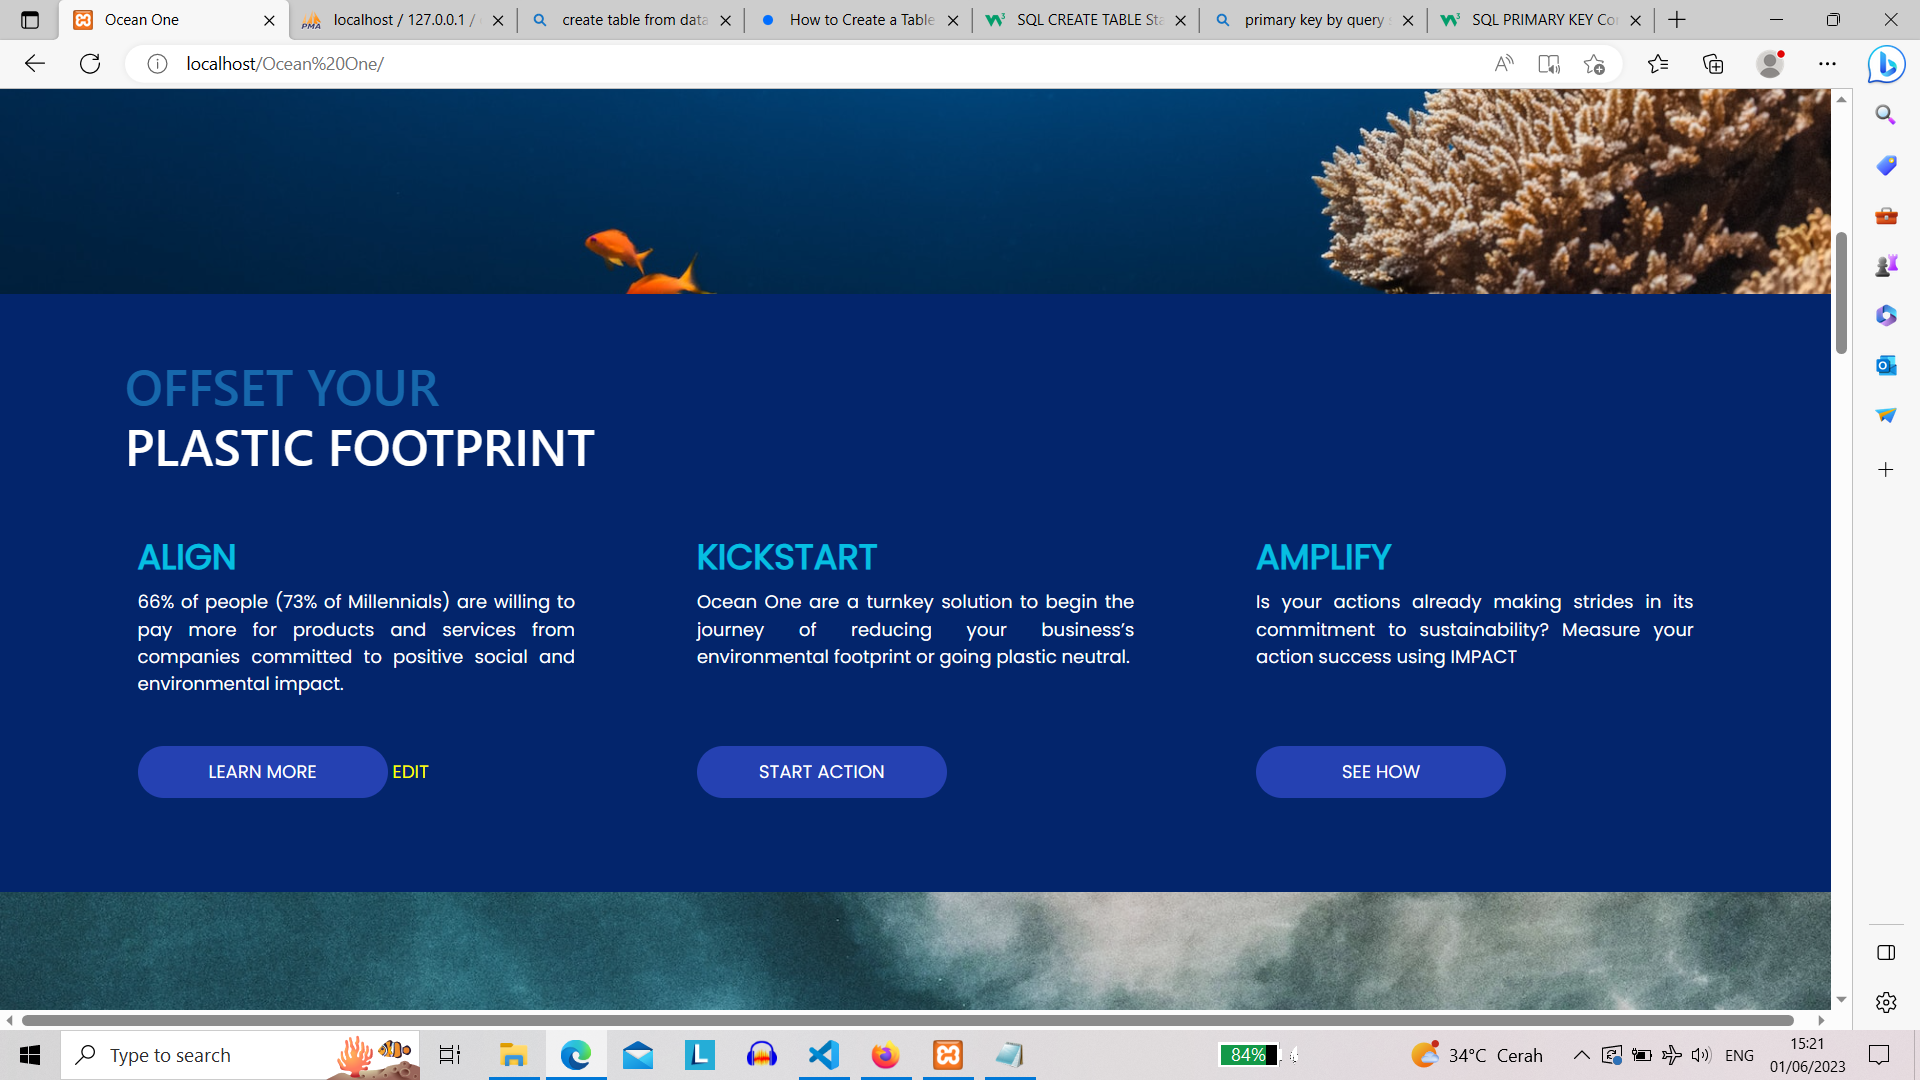 Ocean One
localhost / 127.0.0.1 /
create table from data
How to Create a Table
SQL CREATE TABLE Sta
primary key by query
SQL PRIMARY KEY Co
localhost/Ocean%20One/
OFFSET YOUR
PLASTIC FOOTPRINT
ALIGN
66% of people (73% of Millennials) are willing to
pay more for products and services from
companies committed to positive social and
environmental impact.
LEARN MORE EDIT
KICKSTART
Ocean One are a turnkey solution to begin the
journey of reducing your business’s
environmental footprint or going plastic neutral.
START ACTION
AMPLIFY
Is your actions already making strides in its
commitment to sustainability? Measure your
action success using IMPACT
SEE HOW
Type to search
84%
34°C Cerah
ENG
15:21
01/06/2023